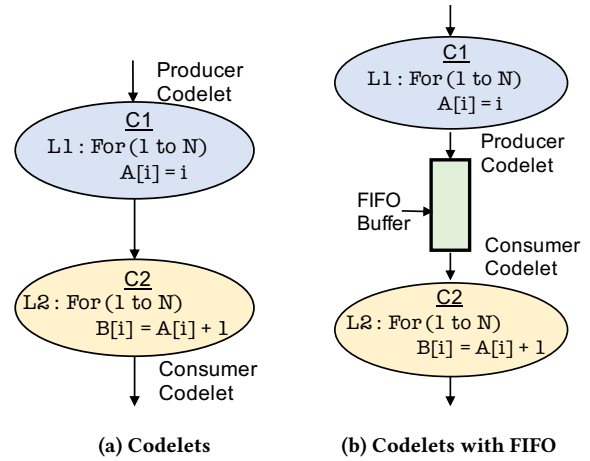 Producer
Codelet
C1
L1: For(1 to N)
A[i] = i
C2
L2: For(1 to N)
B[i] = A[i] + 1
Consumer
Codelet
(a) Codelets
C1
L1: For(1 to N)
A[i] = i
Producer
Codelet
FIFO
Buffer
Consumer
Codelet
C2
L2: For(1 to N)
B[i] = A[i] + 1
(b) Codelets with FIFO